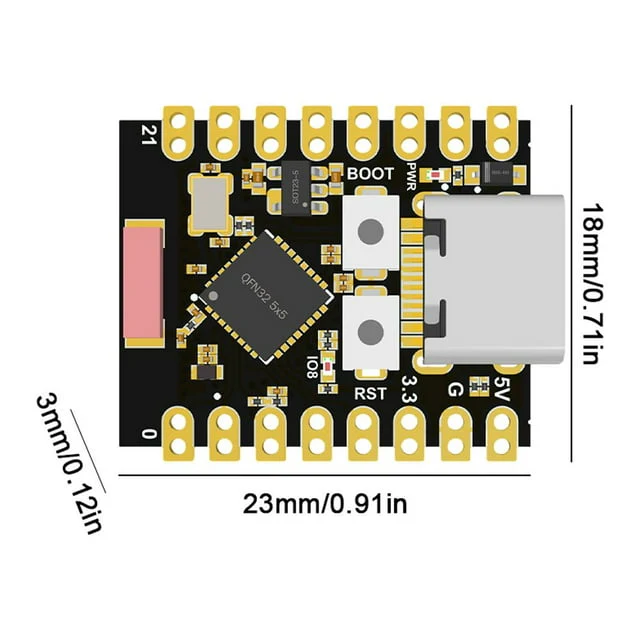 21
SOT23-5
BOOT
PWR
QFN32 5x5
IO8
RST
3.3
G
5V
0
18mm/0.71in
3mm/0.12in
23mm/0.91in